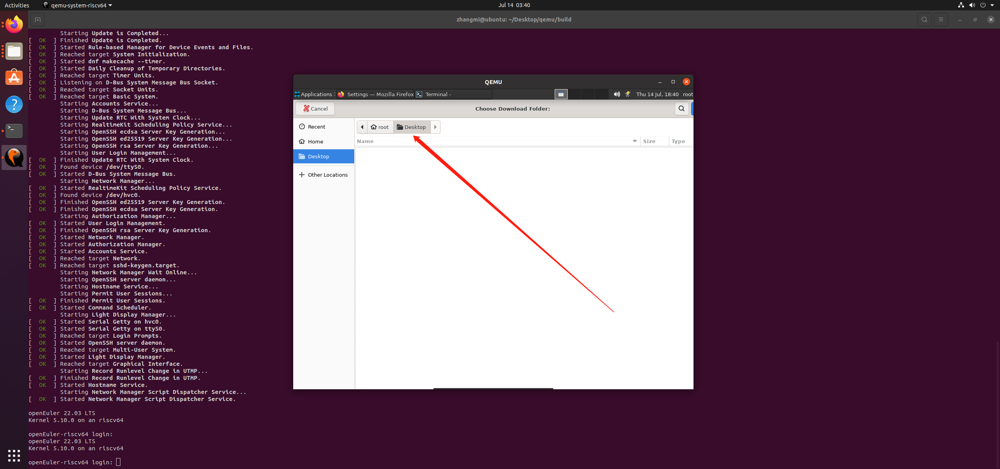 Activities
qemu-system-riscv64
Jul 14 03:40
zhangmi@ubuntu: ~/Desktop/qemu/build
Starting Update is Completed...
[ OK ] Finished Update is Completed.
[ OK ] Started Rule-based Manager for Device Events and Files.
[ OK ] Reached target System Initialization.
[ OK ] Started dnf makecache --timer.
[ OK ] Started Daily Cleanup of Temporary Directories.
[ OK ] Reached target Timer Units.
[ OK ] Listening on D-Bus System Message Bus Socket.
[ OK ] Reached target Socket Units.
[ OK ] Reached target Basic System.
Starting Accounts Service...
Starting D-Bus System Message Bus...
Starting Update RTC With System Clock...
Starting RealtimeKit Scheduling Policy Service...
Starting OpenSSH ecdsa Server Key Generation...
Starting OpenSSH ed25519 Server Key Generation...
Starting OpenSSH rsa Server Key Generation...
Starting User Login Management...
[ OK ] Finished Update RTC With System Clock.
[ OK ] Found device /dev/ttyS0.
[ OK ] Started D-Bus System Message Bus.
Starting Network Manager...
[ OK ] Started RealtimeKit Scheduling Policy Service.
[ OK ] Found device /dev/hvc0.
[ OK ] Finished OpenSSH ed25519 Server Key Generation.
[ OK ] Finished OpenSSH ecdsa Server Key Generation.
Starting Authorization Manager...
[ OK ] Started User Login Management.
[ OK ] Finished OpenSSH rsa Server Key Generation.
[ OK ] Started Network Manager.
[ OK ] Started Authorization Manager.
[ OK ] Started Accounts Service.
[ OK ] Reached target Network.
[ OK ] Reached target sshd-keygen.target.
Starting Network Manager Wait Online...
Starting OpenSSH server daemon...
Starting Hostname Service...
Starting Permit User Sessions...
[ OK ] Finished Permit User Sessions.
[ OK ] Started Command Scheduler.
Starting Light Display Manager...
[ OK ] Started Serial Getty on hvc0.
[ OK ] Started Serial Getty on ttyS0.
[ OK ] Reached target Login Prompts.
[ OK ] Started OpenSSH server daemon.
[ OK ] Reached target Multi-User System.
[ OK ] Started Light Display Manager.
[ OK ] Reached target Graphical Interface.
Starting Record Runlevel Change in UTMP...
[ OK ] Finished Record Runlevel Change in UTMP.
[ OK ] Started Hostname Service.
Starting Network Manager Script Dispatcher Service...
[ OK ] Started Network Manager Script Dispatcher Service.
openEuler 22.03 LTS
Kernel 5.10.0 on an riscv64
openEuler-riscv64 login:
openEuler 22.03 LTS
Kernel 5.10.0 on an riscv64
openEuler-riscv64 login:
QEMU
Applications
Settings — Mozilla Firefox
Terminal -
Thu 14 Jul, 18:40
root
Cancel
Choose Download Folder:
Recent
Home
Desktop
Other Locations
root
Desktop
Name
Size
Type